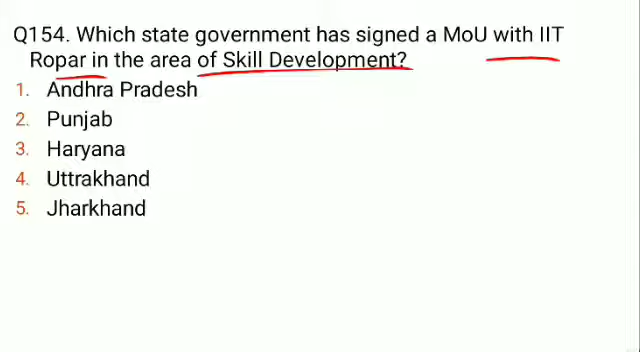 Q154. Which state government has signed a MoU with IIT
Ropar in the area of Skill Development?
1. Andhra Pradesh
2. Punjab
3. Haryana
4. Uttrakhand
5. Jharkhand